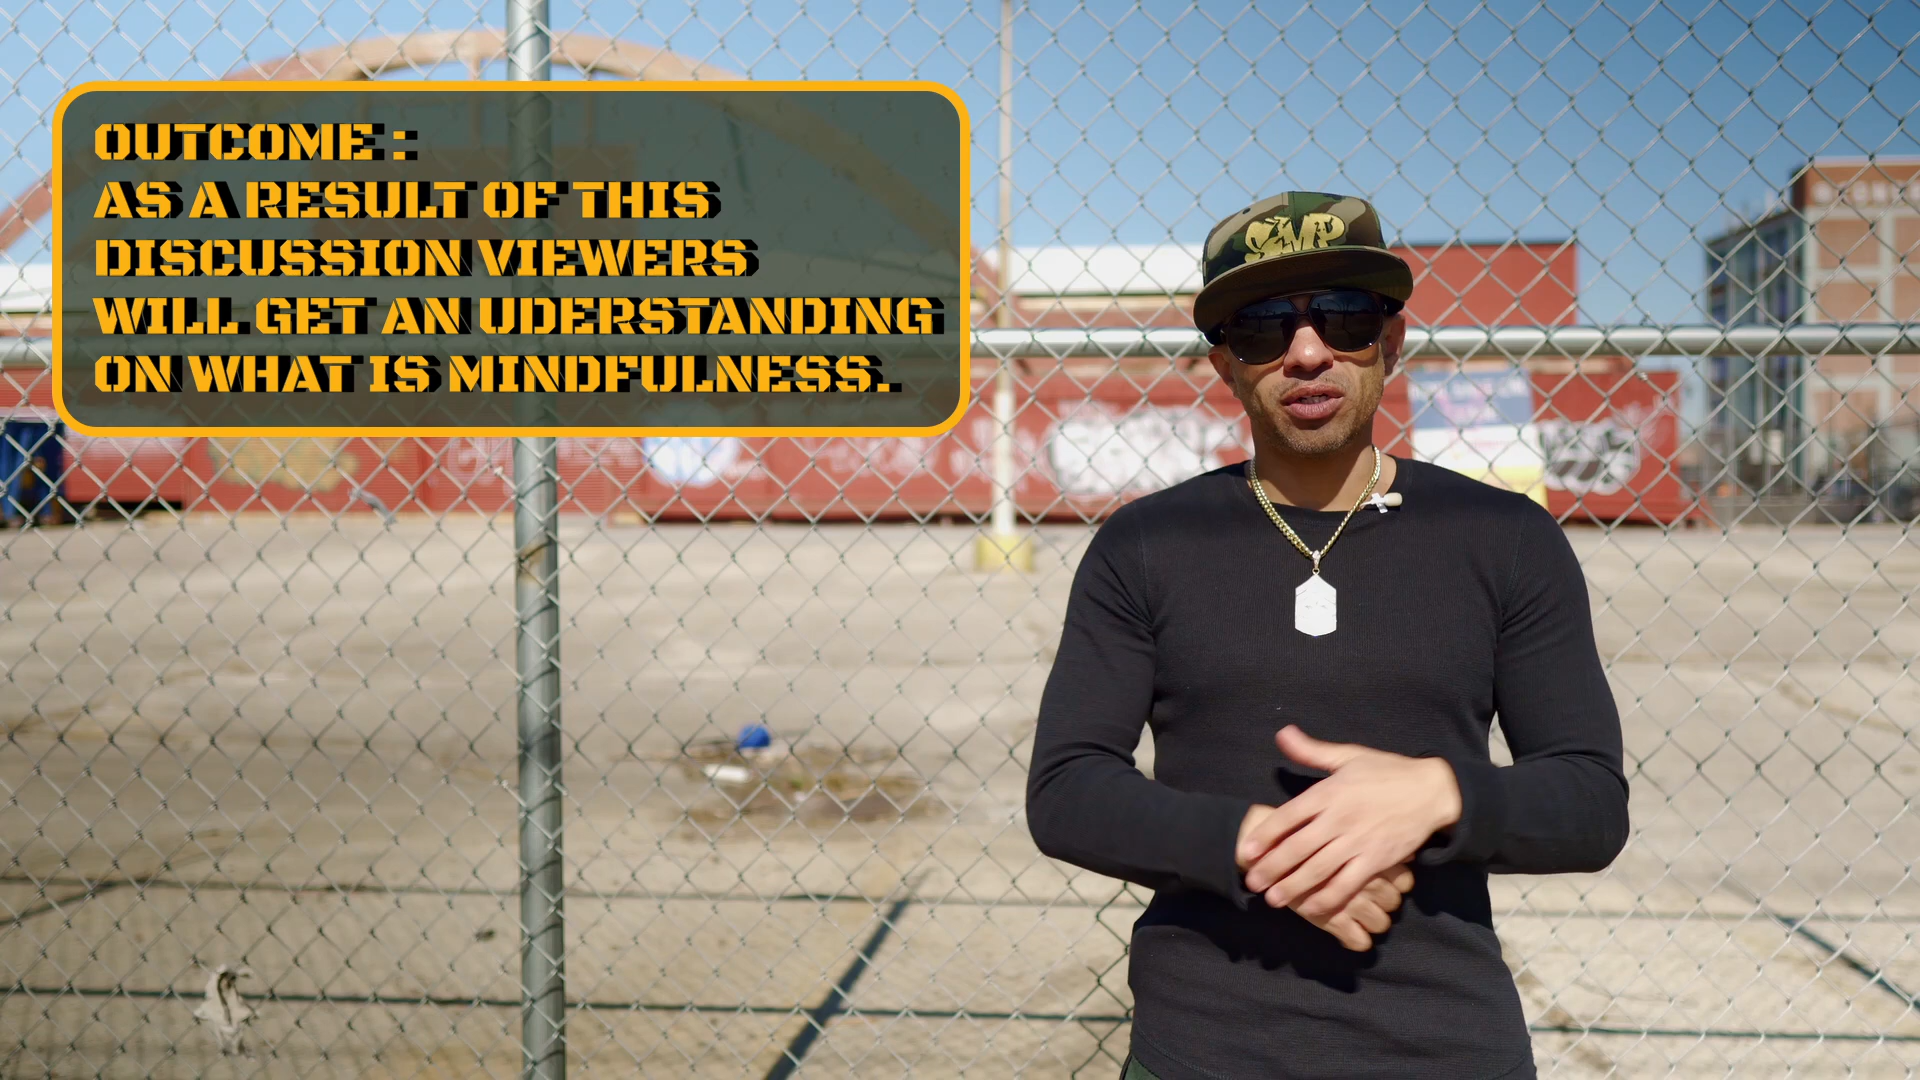 OUTCOME :
AS A RESULT OF THIS
DISCUSSION VIEWERS
WILL GET AN UDERSTANDING
ON WHAT IS MINDFULNESS.